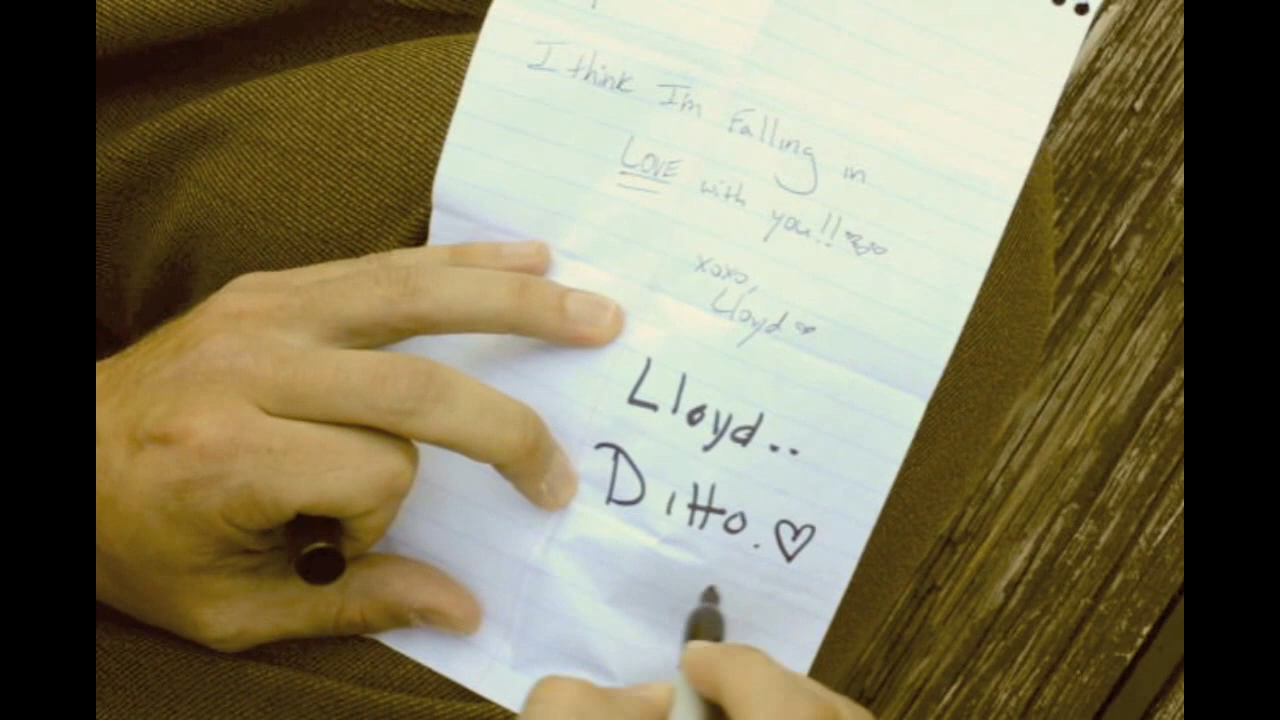 I think I'm Falling in
LOVE with you!!
xoxo,
Lloyd
Lloyd..
Ditto.